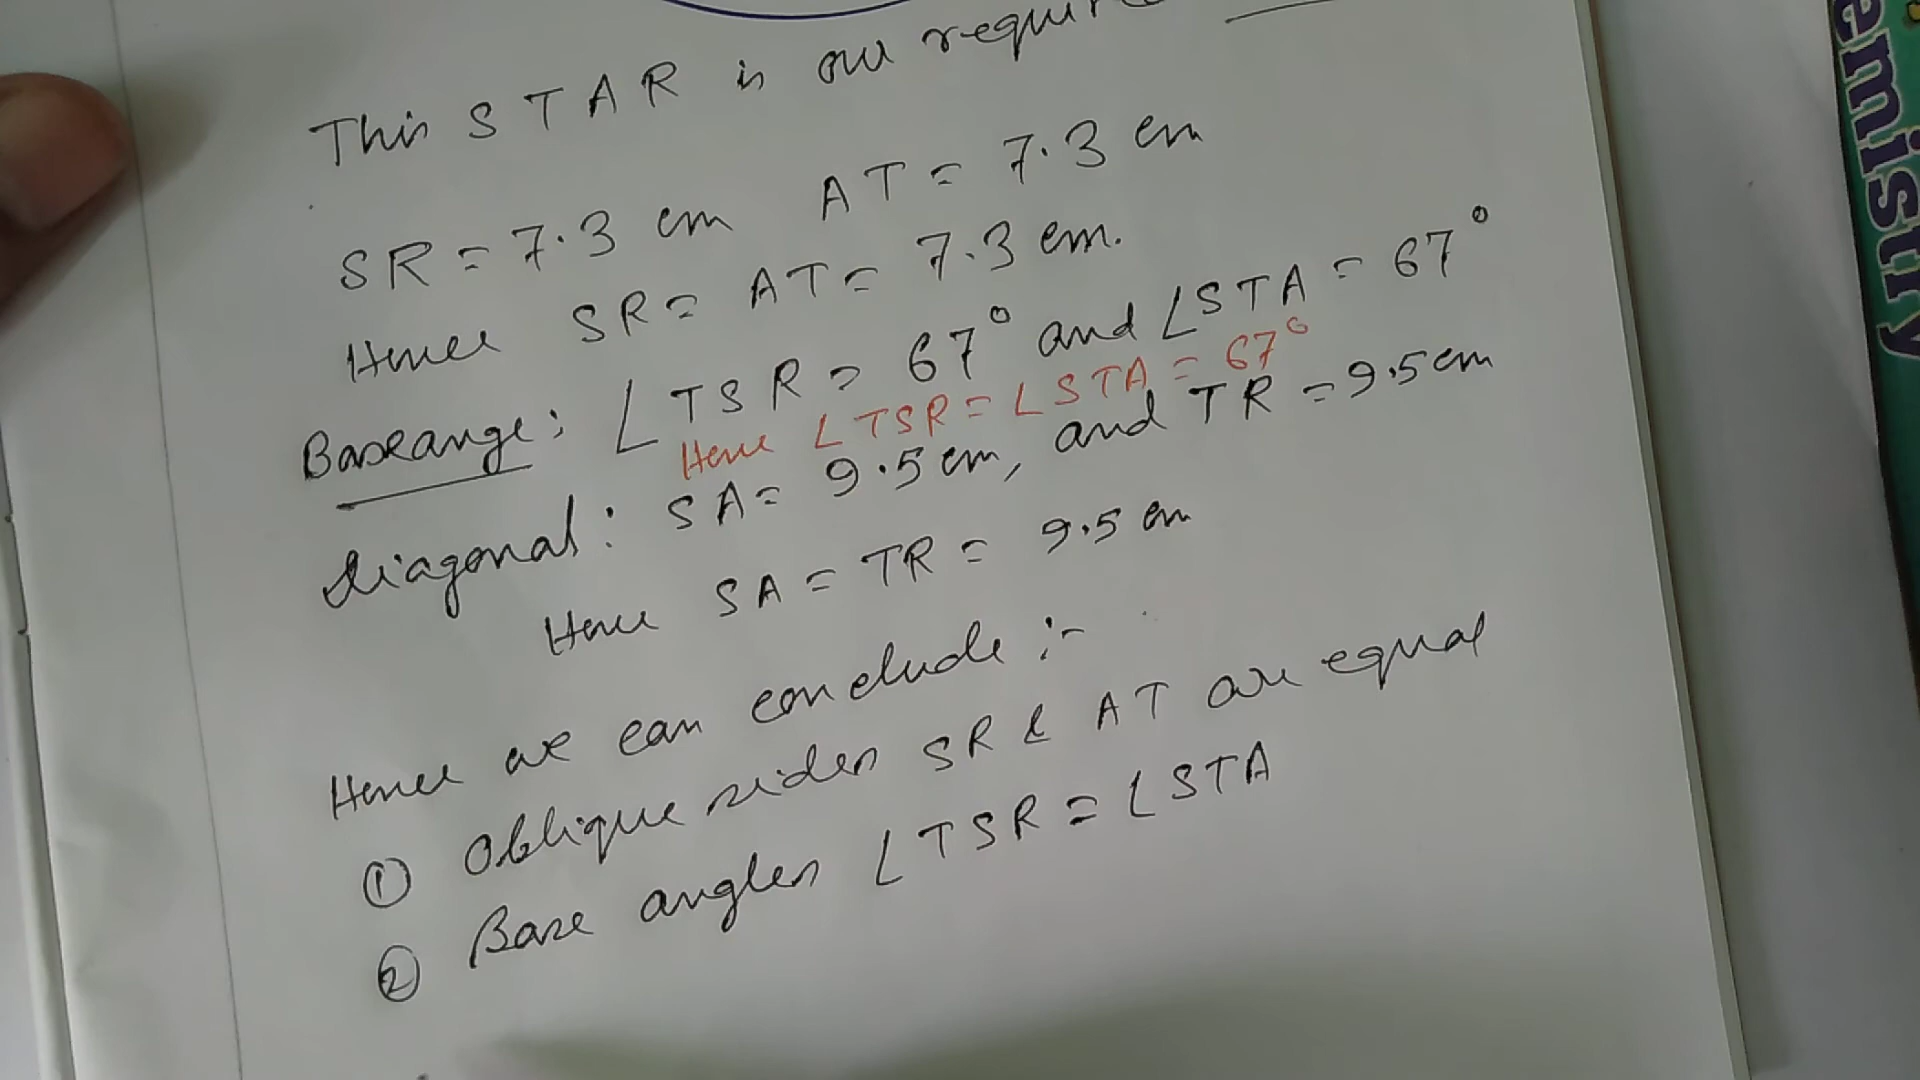 This STAR is our
SR = 7.3 cm AT = 7.3 cm
Hence SR = AT = 7.3 cm.
Baseange: ∠TSR = 67° and ∠STA = 67°
Hence ∠TSR = ∠STA = 67°
diagonal: SA = 9.5 cm, and TR = 9.5 cm
Hence SA = TR = 9.5 cm
Hence we can conclude :-
① Oblique sides SR & AT are equal
② Base angles ∠TSR = ∠STA
emistry